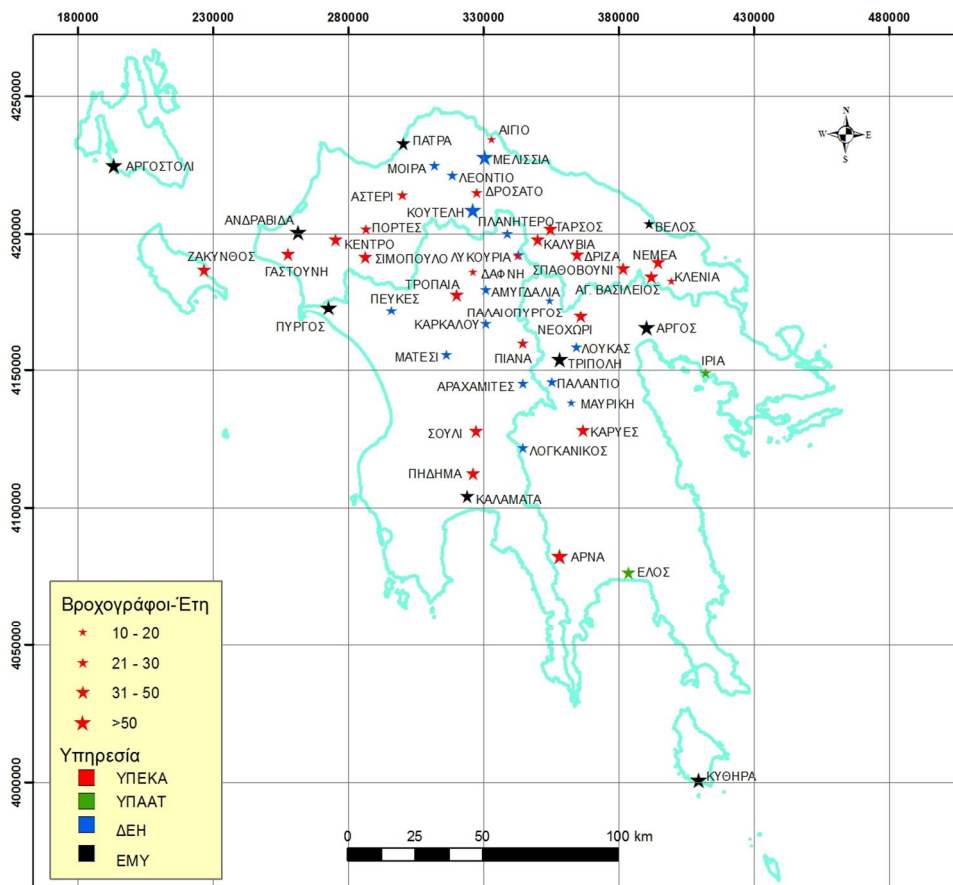 180000 230000 280000 330000 380000 430000 480000
4250000
4200000
4150000
4100000
4050000
4000000
N
W E
S
ΑΙΓΙΟ
ΠΑΤΡΑ
ΜΕΛΙΣΣΙΑ
ΑΡΓΟΣΤΟΛΙ
ΜΟΙΡΑ
ΛΕΟΝΤΙΟ
ΑΣΤΕΡΙ
ΔΡΟΣΑΤΟ
ΚΟΥΤΕΛΗ
ΑΝΔΡΑΒΙΔΑ
ΠΛΑΝΗΤΕΡΟ
ΠΟΡΤΕΣ
ΤΑΡΣΟΣ
ΒΕΛΟΣ
ΚΕΝΤΡΟ
ΚΑΛΥΒΙΑ
ΖΑΚΥΝΘΟΣ
ΓΑΣΤΟΥΝΗ
ΣΙΜΟΠΟΥΛΟ
ΛΥΚΟΥΡΙΑ
ΔΡΙΖΑ
ΝΕΜΕΑ
ΣΠΑΘΟΒΟΥΝΙ
ΔΑΦΝΗ
ΚΛΕΝΙΑ
ΤΡΟΠΑΙΑ
ΑΜΥΓΔΑΛΙΑ
ΑΓ. ΒΑΣΙΛΕΙΟΣ
ΠΕΥΚΕΣ
ΠΑΛΑΙΟΠΥΡΓΟΣ
ΠΥΡΓΟΣ
ΚΑΡΚΑΛΟΥ
ΝΕΟΧΩΡΙ
ΑΡΓΟΣ
ΛΟΥΚΑΣ
ΜΑΤΕΣΙ
ΠΙΑΝΑ
ΤΡΙΠΟΛΗ
ΙΡΙΑ
ΑΡΑΧΑΜΙΤΕΣ
ΠΑΛΑΝΤΙΟ
ΜΑΥΡΙΚΗ
ΣΟΥΛΙ
ΚΑΡΥΕΣ
ΛΟΓΚΑΝΙΚΟΣ
ΠΗΔΗΜΑ
ΚΑΛΑΜΑΤΑ
ΑΡΝΑ
ΕΛΟΣ
ΚΥΘΗΡΑ
Βροχογράφοι-Έτη
10 - 20
21 - 30
31 - 50
>50
Υπηρεσία
ΥΠΕΚΑ
ΥΠΑΑΤ
ΔΕΗ
ΕΜΥ
0 25 50 100 km